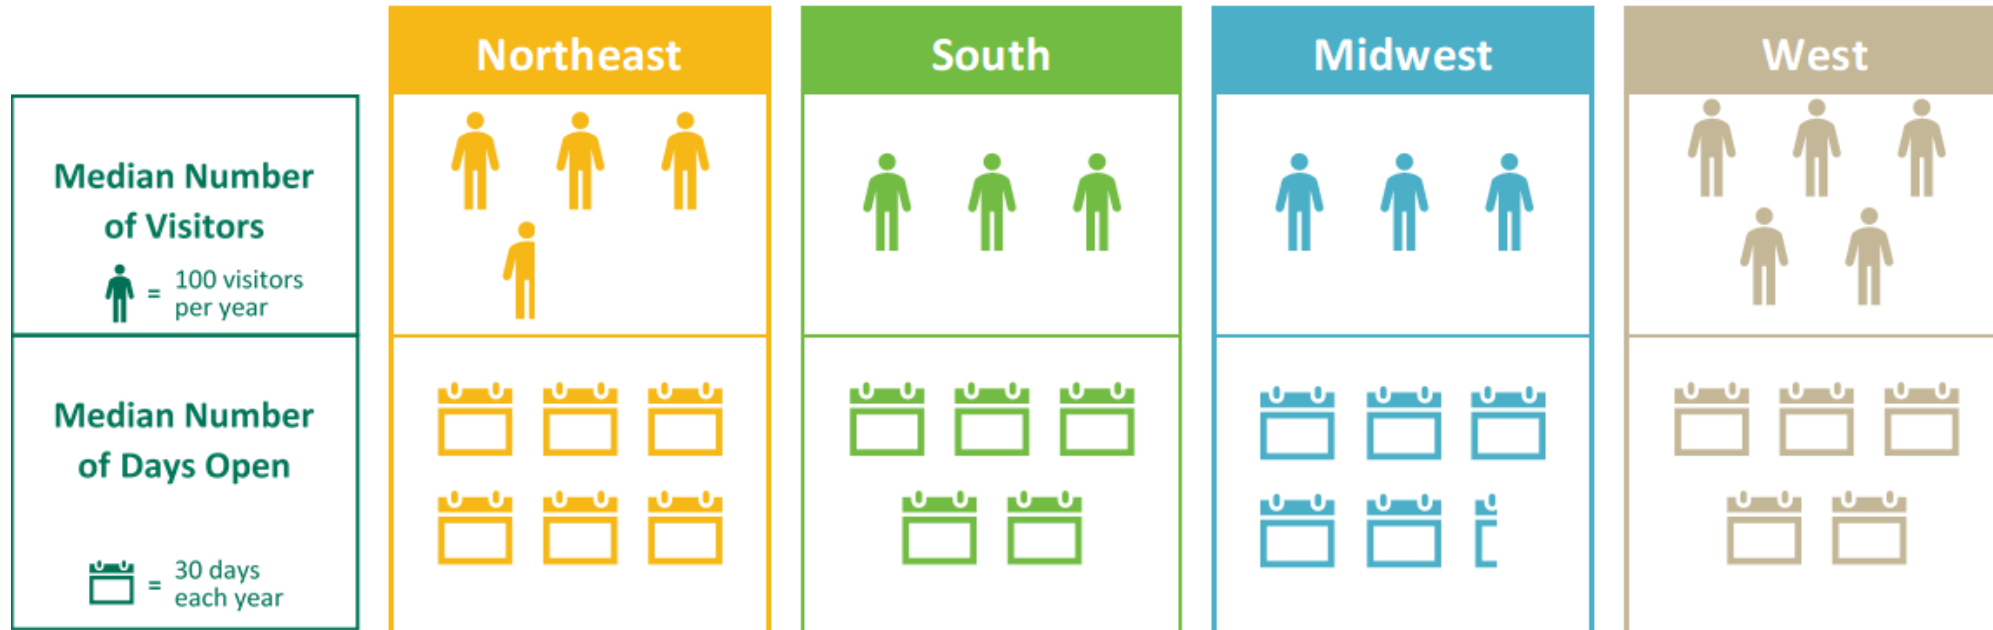 Northeast
South
Midwest
West
Median Number
of Visitors
= 100 visitors
per year
Median Number
of Days Open
= 30 days
each year